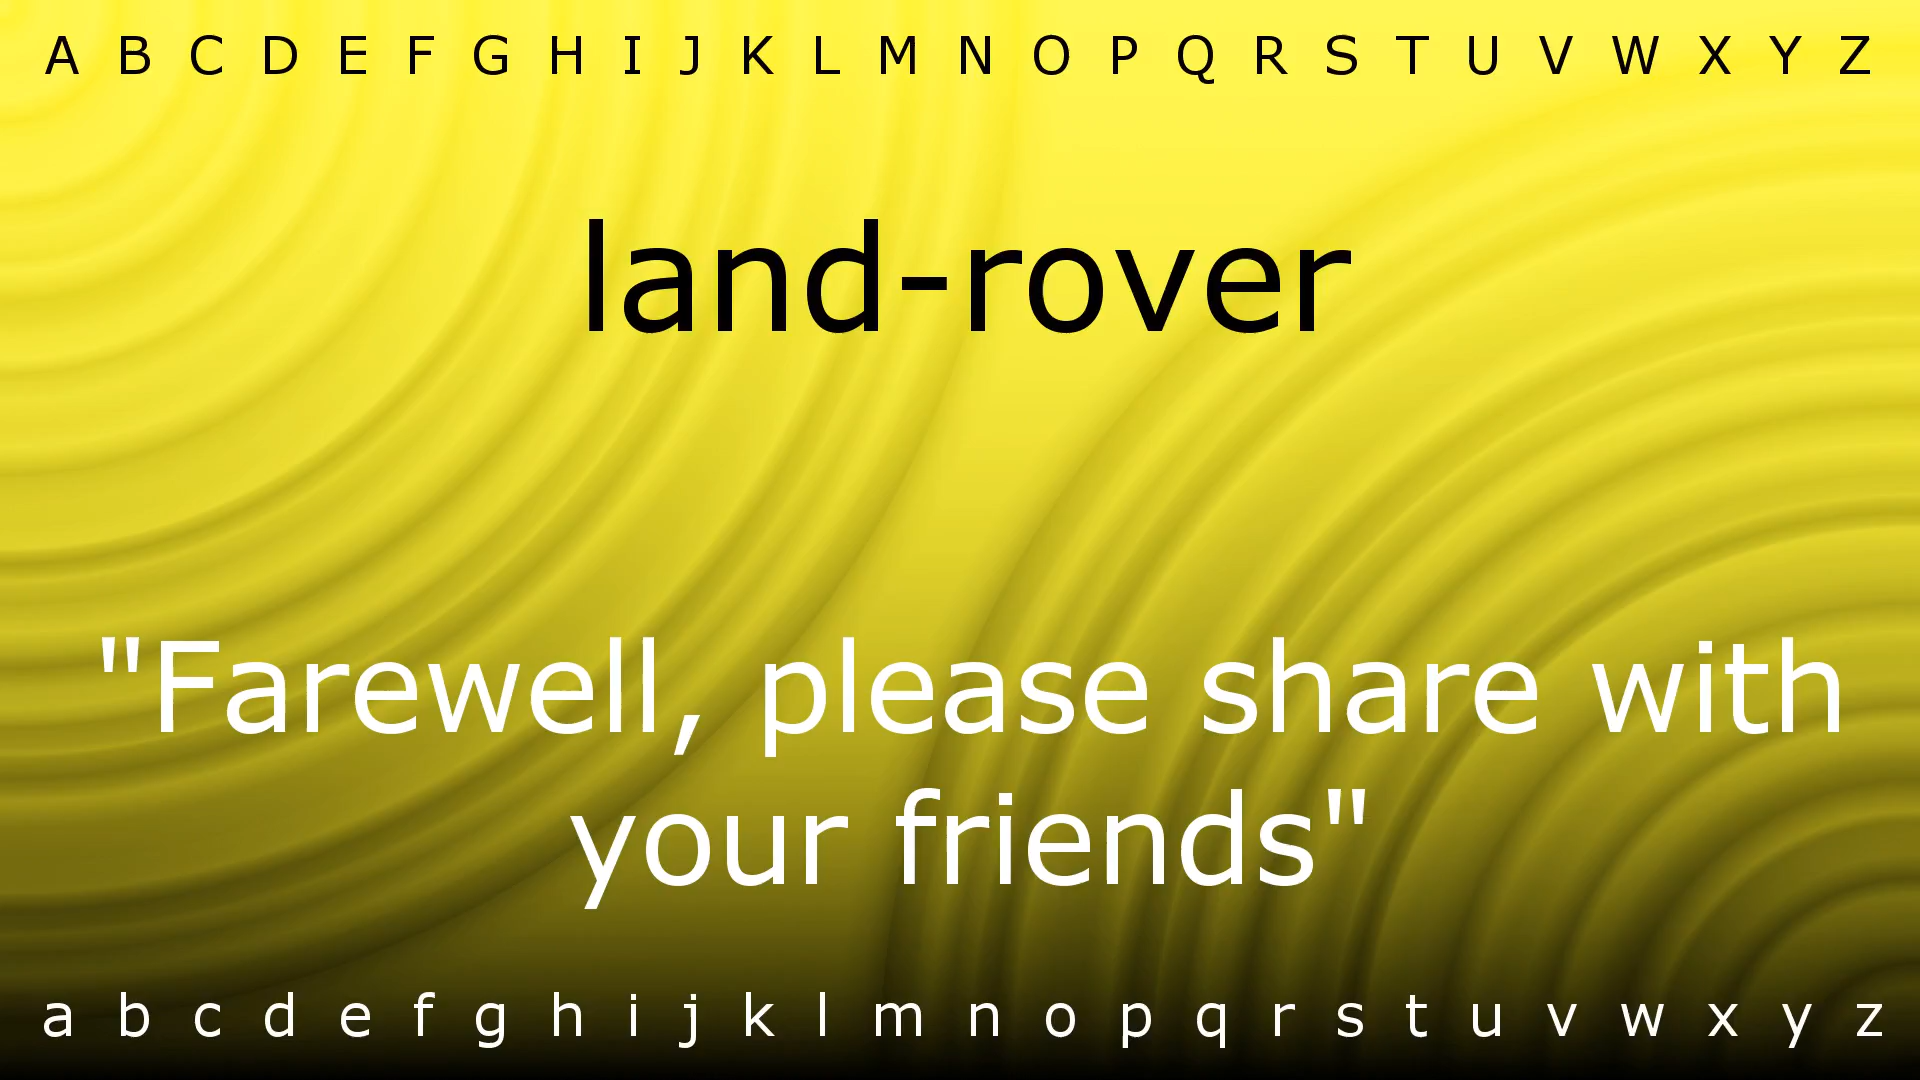 A B C D E F G H I J K L M N O P Q R S T U V W X Y Z
land-rover
"Farewell, please share with
your friends"
a b c d e f g h i j k l m n o p q r s t u v w x y z